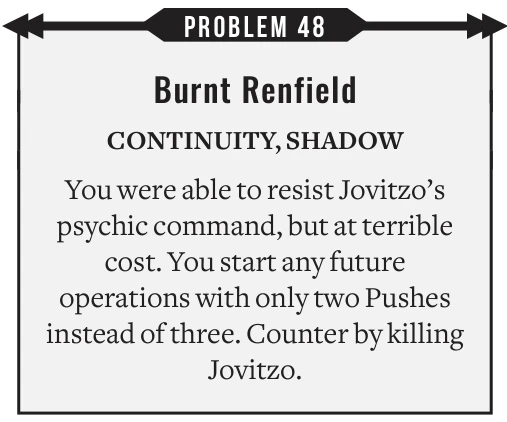 PROBLEM 48
Burnt Renfield
CONTINUITY, SHADOW
You were able to resist Jovitzo’s
psychic command, but at terrible
cost. You start any future
operations with only two Pushes
instead of three. Counter by killing
Jovitzo.